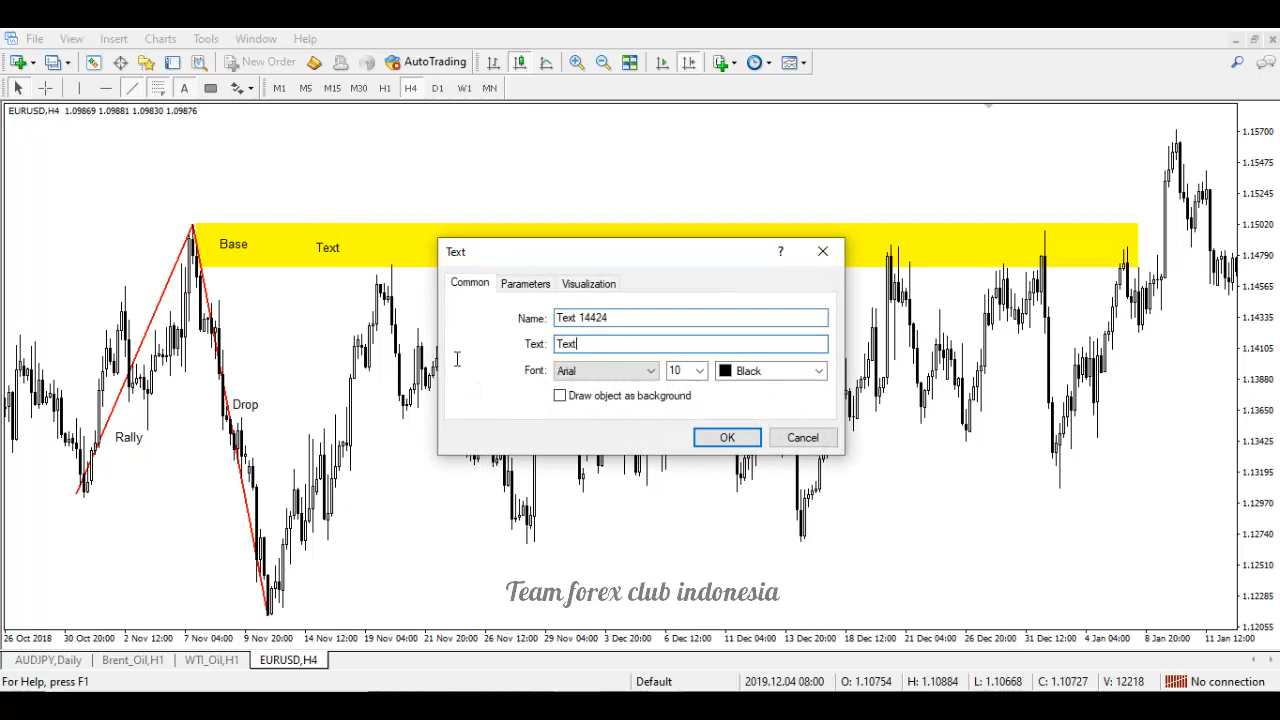 File View Insert Charts Tools Window Help
New Order AutoTrading
A M1 M5 M15 M30 H1 H4 D1 W1 MN
EURUSD,H4 1.09869 1.09881 1.09830 1.09876
1.15700
1.15475
1.15245
1.15020
1.14790
1.14565
1.14335
1.14105
1.13880
1.13650
1.13425
1.13195
1.12970
1.12740
1.12510
1.12285
1.12055
Base
Text
Rally
Drop
Text ?
Common Parameters Visualization
Name: Text 14424
Text: Text
Font: Arial 10 Black
Draw object as background
OK Cancel
Team forex club indonesia
26 Oct 2018 30 Oct 20:00 2 Nov 12:00 7 Nov 04:00 9 Nov 20:00 14 Nov 12:00 19 Nov 04:00 21 Nov 20:00 26 Nov 12:00 29 Nov 04:00 3 Dec 20:00 6 Dec 12:00 11 Dec 04:00 13 Dec 20:00 18 Dec 12:00 21 Dec 04:00 26 Dec 20:00 31 Dec 12:00 4 Jan 04:00 8 Jan 20:00 11 Jan 12:00
AUDJPY,Daily Brent_Oil,H1 WTI_Oil,H1 EURUSD,H4
For Help, press F1 Default 2019.12.04 08:00 O: 1.10754 H: 1.10884 L: 1.10668 C: 1.10727 V: 12218 No connection